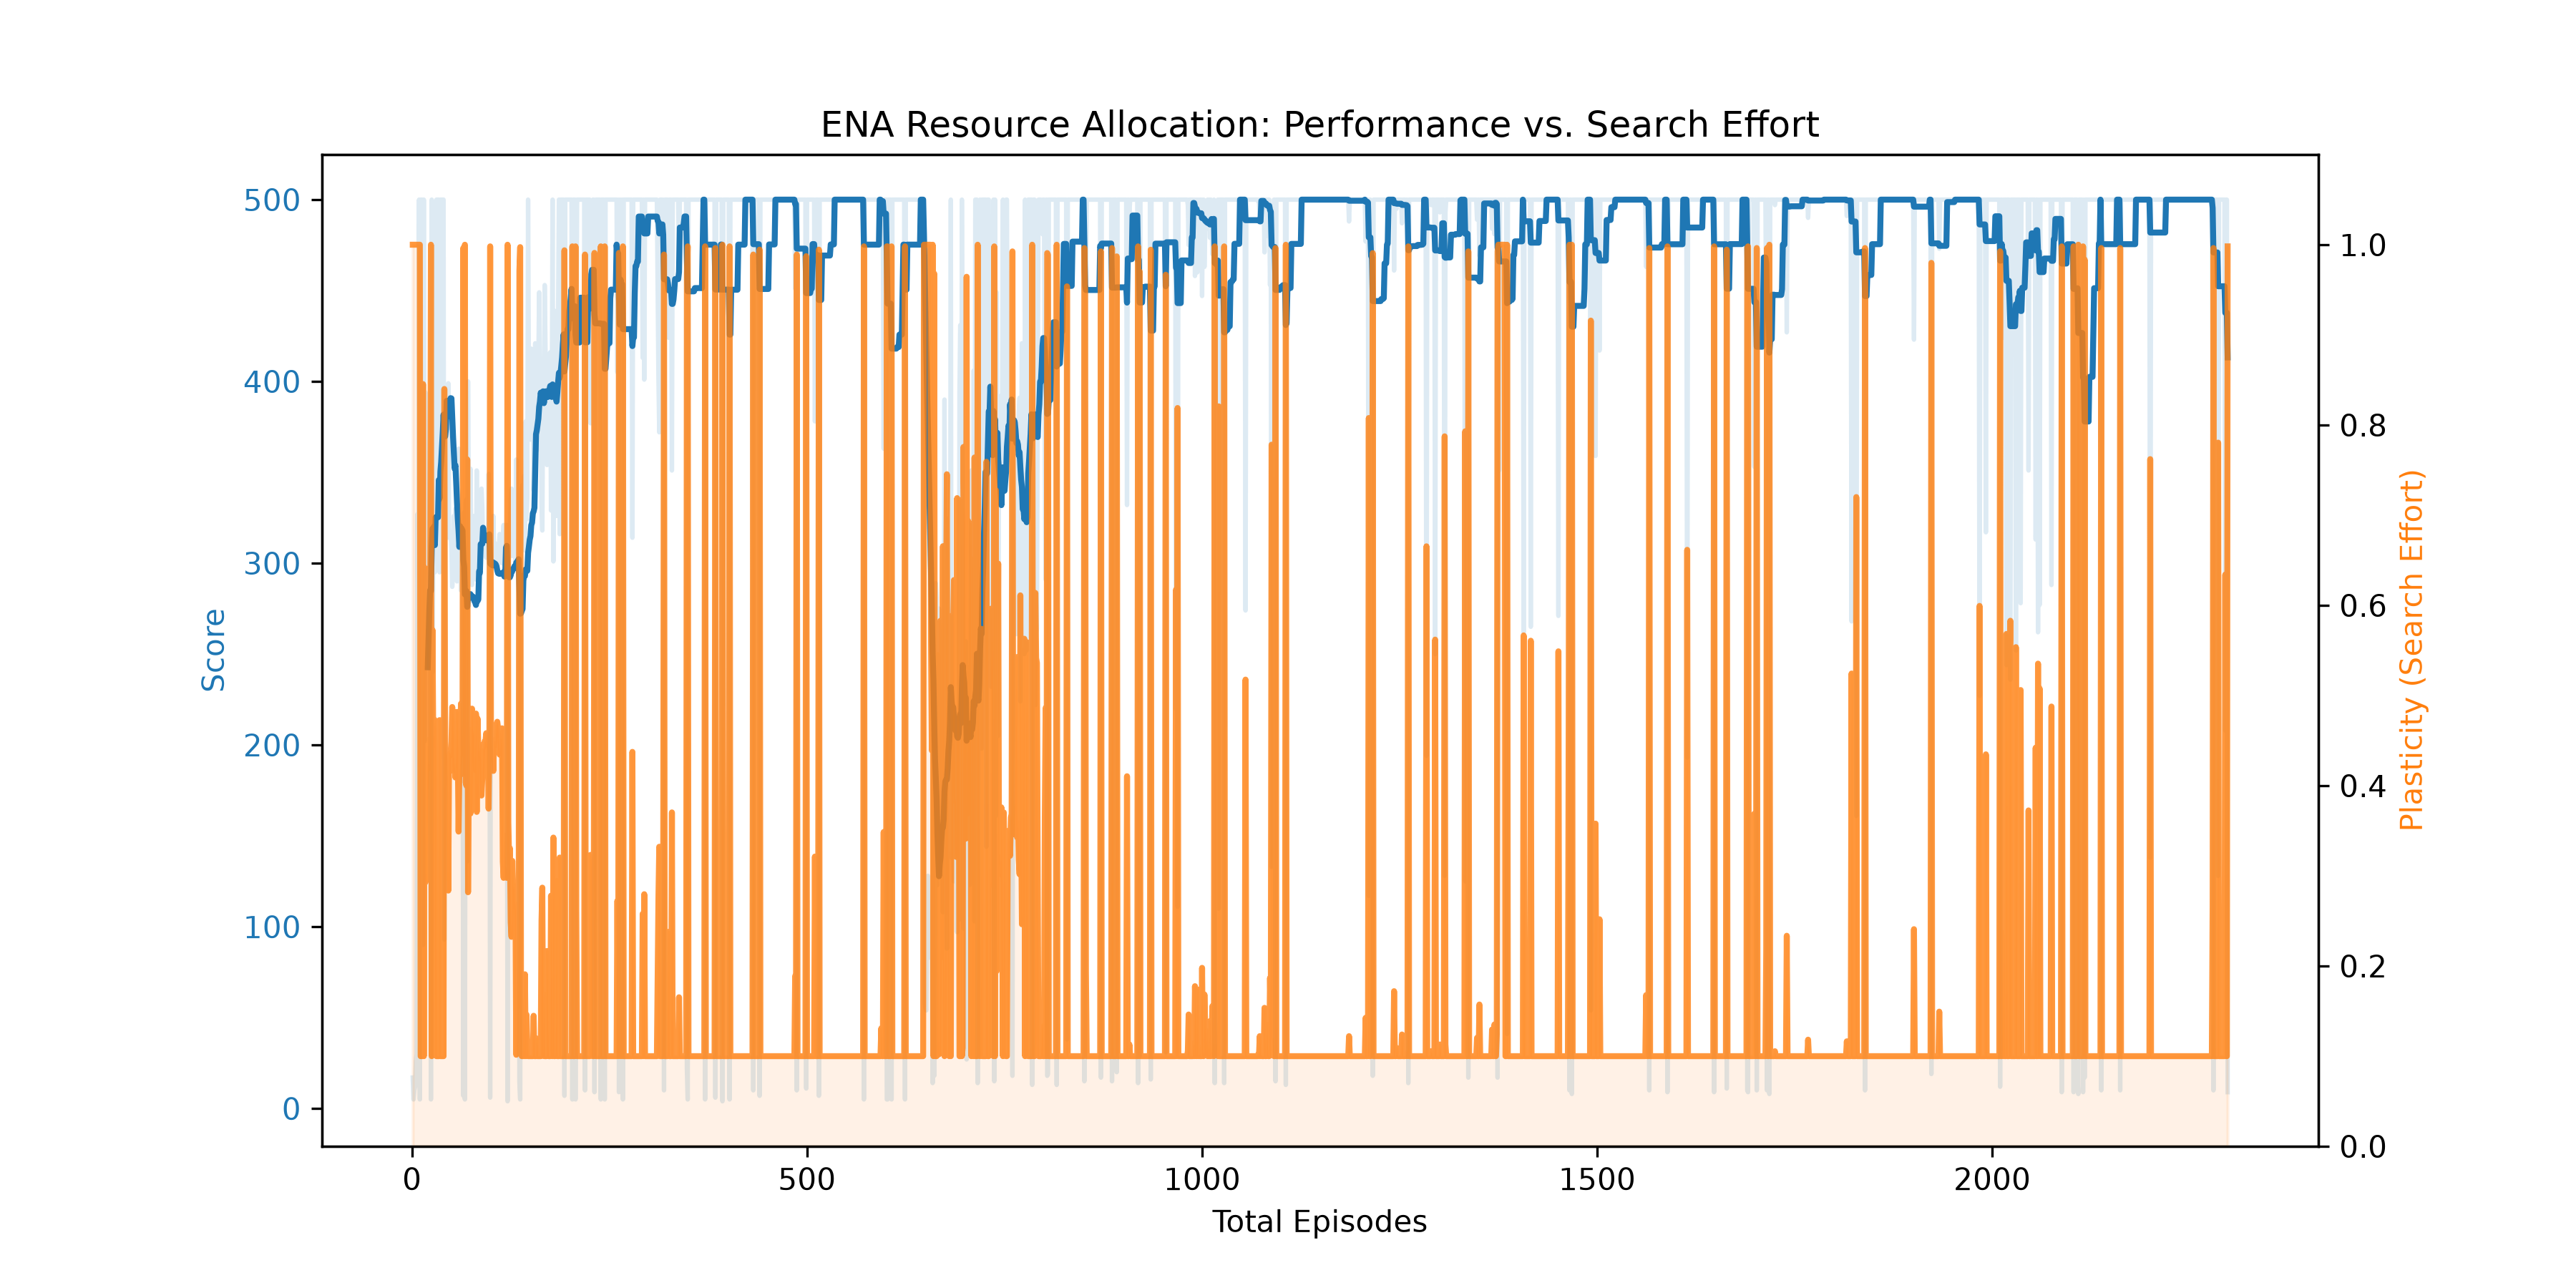 ENA Resource Allocation: Performance vs. Search Effort
500
400
300
200
100
0
Score
1.0
0.8
0.6
0.4
0.2
0.0
Plasticity (Search Effort)
0 500 1000 1500 2000
Total Episodes